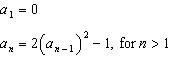 a₁ = 0
aₙ = 2(aₙ₋₁)² − 1, for n > 1